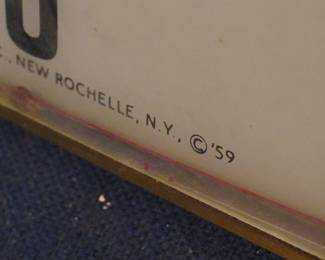 ., NEW ROCHELLE, N.Y., © '59